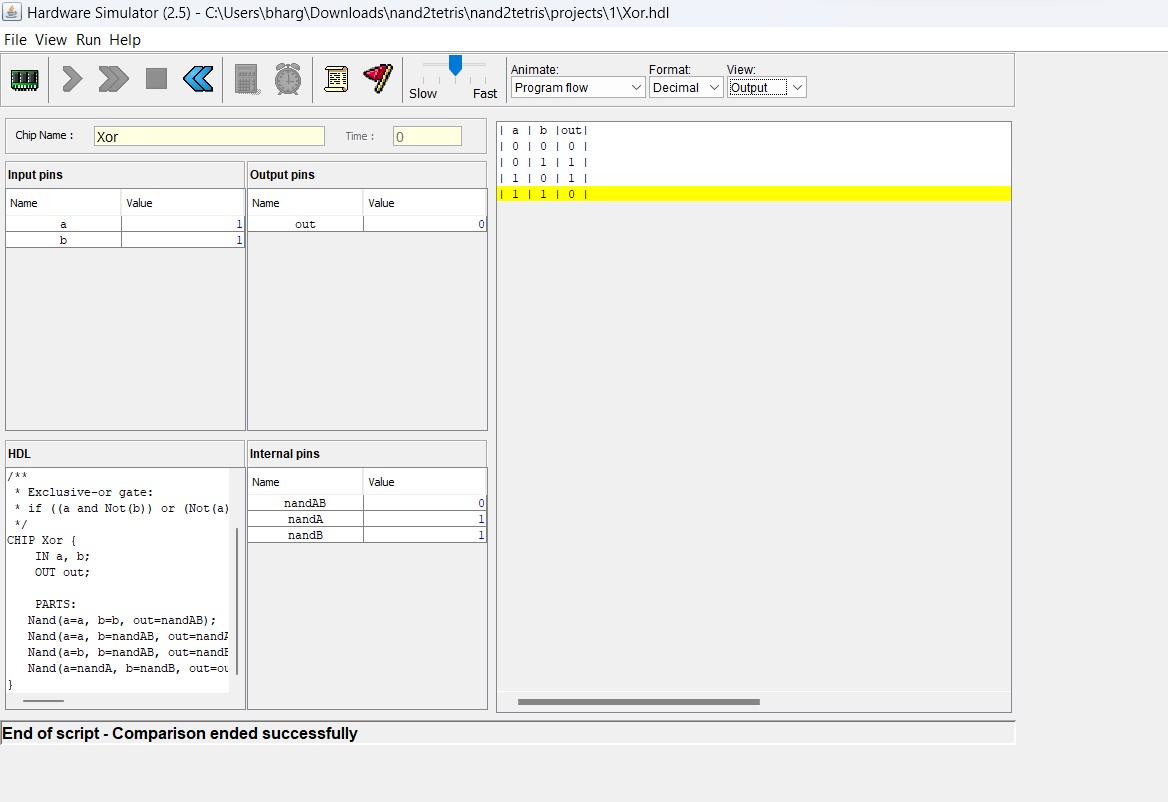 Hardware Simulator (2.5) - C:\Users\bharg\Downloads\nand2tetris\nand2tetris\projects\1\Xor.hdl
File View Run Help
Slow Fast
Animate: Format: View:
Program flow Decimal Output
Chip Name : Xor Time : 0
Input pins Output pins
Name Value Name Value
a 1 out 0
b 1
| a | b |out|
| 0 | 0 | 0 |
| 0 | 1 | 1 |
| 1 | 0 | 1 |
| 1 | 1 | 0 |
HDL
/**
* Exclusive-or gate:
* if ((a and Not(b)) or (Not(a)
*/
CHIP Xor {
IN a, b;
OUT out;
PARTS:
Nand(a=a, b=b, out=nandAB);
Nand(a=a, b=nandAB, out=nandA
Nand(a=b, b=nandAB, out=nandB
Nand(a=nandA, b=nandB, out=ou
}
Internal pins
Name Value
nandAB 0
nandA 1
nandB 1
End of script - Comparison ended successfully